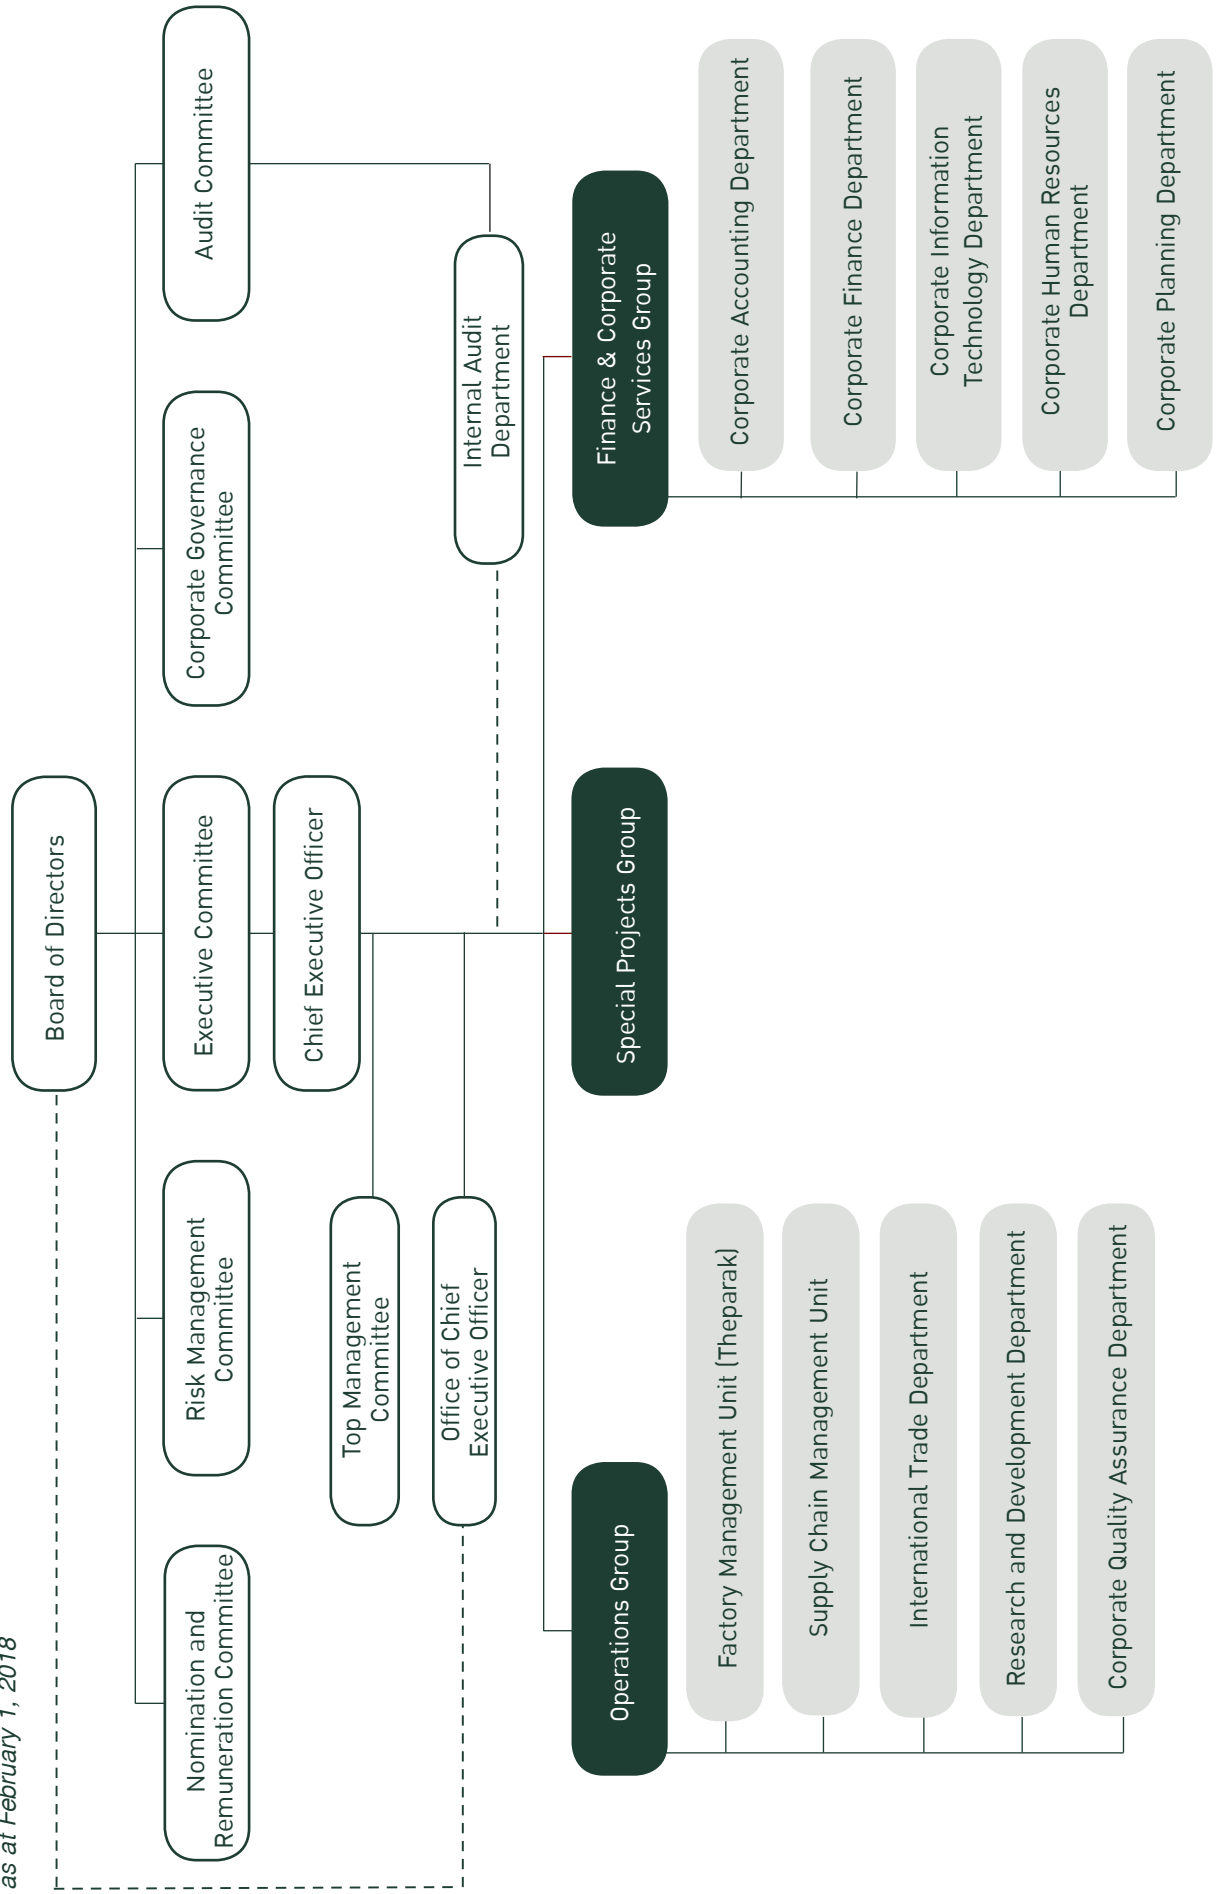 as at February 1, 2018
Board of Directors
Nomination and
Remuneration Committee
Risk Management
Committee
Executive Committee
Corporate Governance
Committee
Audit Committee
Chief Executive Officer
Top Management
Committee
Office of Chief
Executive Officer
Internal Audit
Department
Operations Group
Special Projects Group
Finance & Corporate
Services Group
Factory Management Unit (Theparak)
Supply Chain Management Unit
International Trade Department
Research and Development Department
Corporate Quality Assurance Department
Corporate Accounting Department
Corporate Finance Department
Corporate Information
Technology Department
Corporate Human Resources
Department
Corporate Planning Department